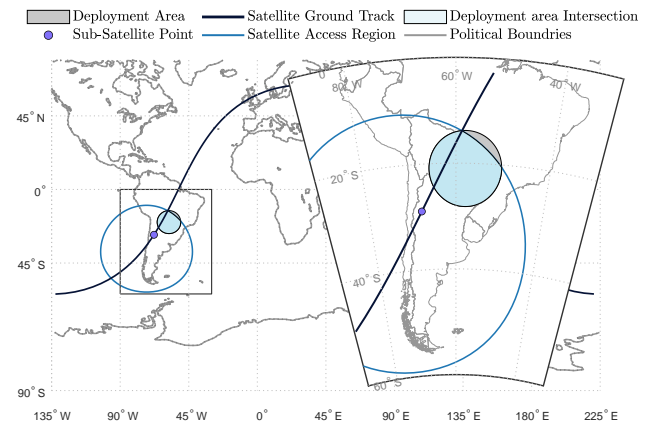 Deployment Area Satellite Ground Track Deployment area Intersection
Sub-Satellite Point Satellite Access Region Political Boundries
0° 60°W
80°W 40°W
45°N
20°S
0°
45°S
40°S
60°S
90°S
135°W 90°W 45°W 0° 45°E 90°E 135°E 180°E 225°E